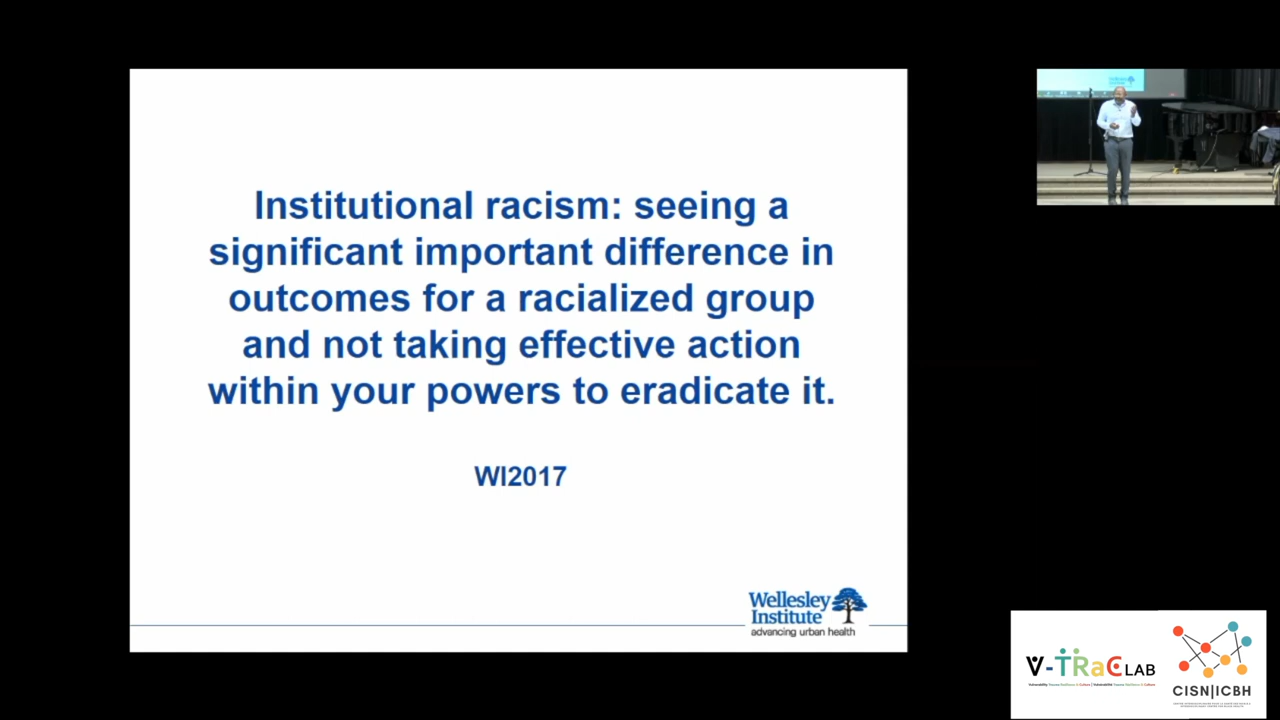 Institutional racism: seeing a
significant important difference in
outcomes for a racialized group
and not taking effective action
within your powers to eradicate it.
WI2017
Wellesley
Institute
advancing urban health
V-TRaC LAB
CISN|ICBH